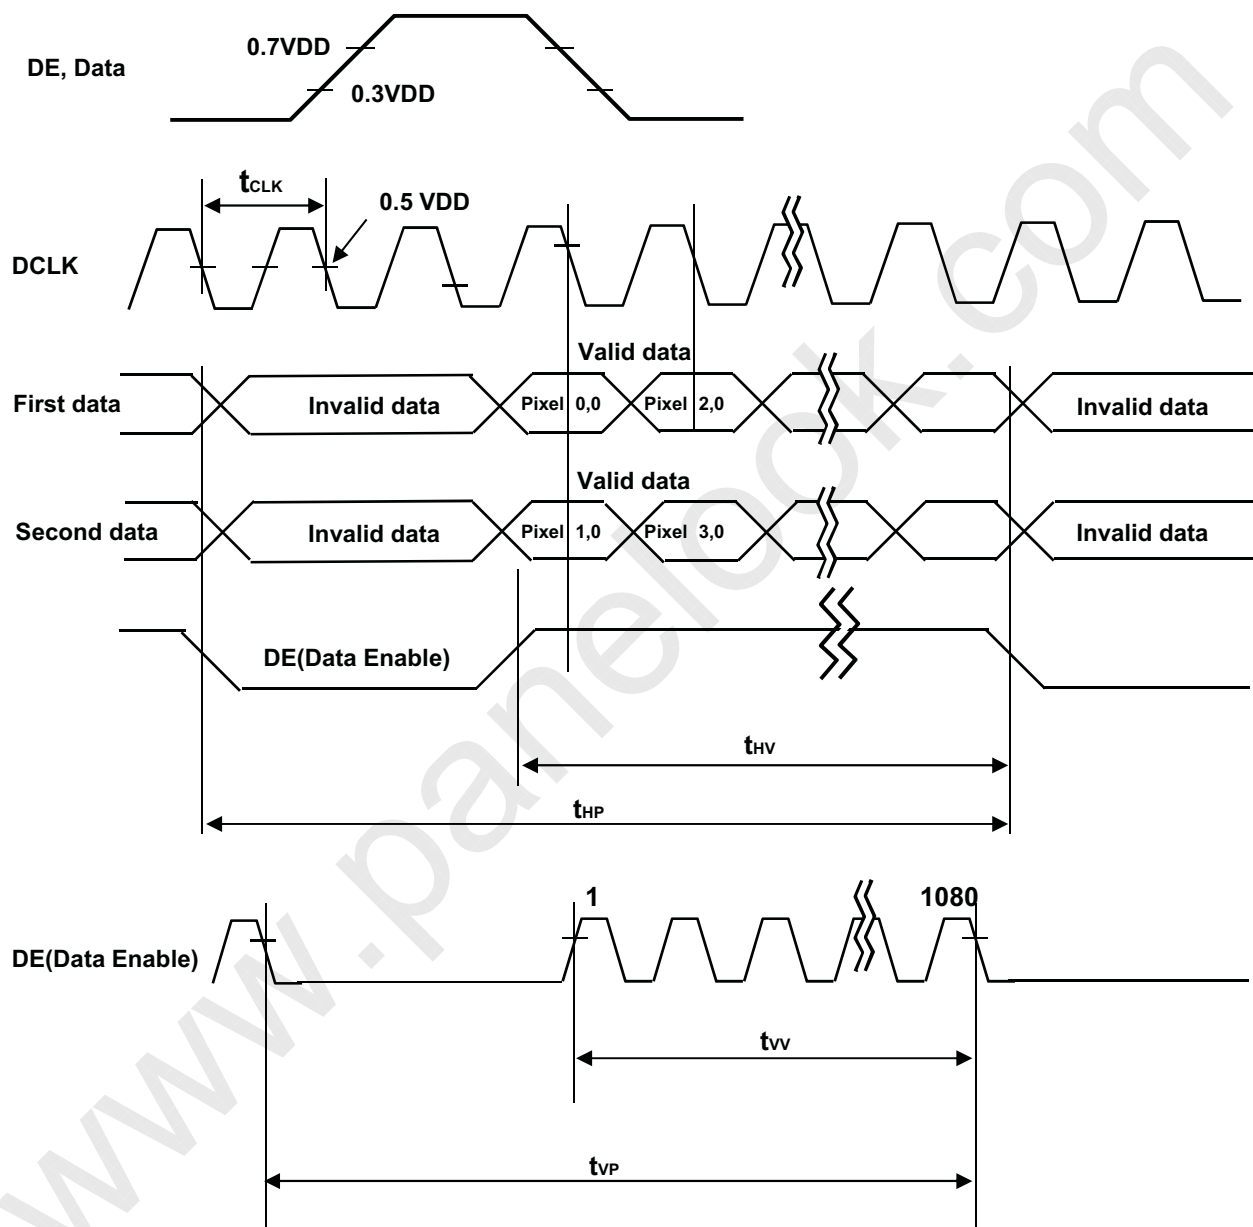 0.7VDD
DE, Data
0.3VDD
tCLK
0.5 VDD
DCLK
Valid data
First data
Invalid data
Pixel 0,0
Pixel 2,0
Invalid data
Valid data
Second data
Invalid data
Pixel 1,0
Pixel 3,0
Invalid data
DE(Data Enable)
tHV
tHP
1
1080
DE(Data Enable)
tVV
tVP
www.panelook.com